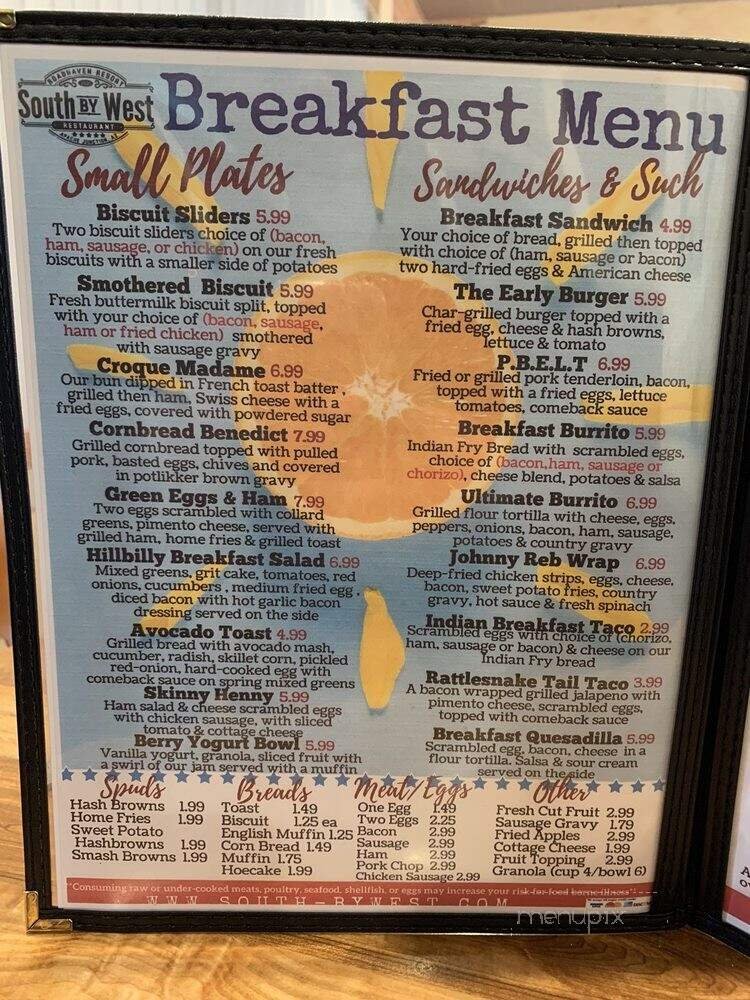 ROADHAVEN RESORT
South BY West
RESTAURANT
APACHE JUNCTION
Breakfast Menu
Small Plates
Biscuit Sliders 5.99
Two biscuit sliders choice of (bacon,
ham, sausage, or chicken) on our fresh
biscuits with a smaller side of potatoes
Smothered Biscuit 5.99
Fresh buttermilk biscuit split, topped
with your choice of (bacon, sausage,
ham or fried chicken) smothered
with sausage gravy
Croque Madame 6.99
Our bun dipped in French toast batter ,
grilled then ham, Swiss cheese with a
fried eggs, covered with powdered sugar
Cornbread Benedict 7.99
Grilled cornbread topped with pulled
pork, basted eggs, chives and covered
in potlikker brown gravy
Green Eggs & Ham 7.99
Two eggs scrambled with collard
greens, pimento cheese, served with
grilled ham, home fries & grilled toast
Hillbilly Breakfast Salad 6.99
Mixed greens, grit cake, tomatoes, red
onions, cucumbers , medium fried egg ,
diced bacon with hot garlic bacon
dressing served on the side
Avocado Toast 4.99
Grilled bread with avocado mash,
cucumber, radish, skillet corn, pickled
red-onion, hard-cooked egg with
comeback sauce on spring mixed greens
Skinny Henny 5.99
Ham salad & cheese scrambled eggs
with chicken sausage, with sliced
tomato & cottage cheese
Berry Yogurt Bowl 5.99
Vanilla yogurt, granola, sliced fruit with
a swirl of our jam served with a muffin
Sandwiches & Such
Breakfast Sandwich 4.99
Your choice of bread, grilled then topped
with choice of (ham, sausage or bacon)
two hard-fried eggs & American cheese
The Early Burger 5.99
Char-grilled burger topped with a
fried egg, cheese & hash browns,
lettuce & tomato
P.B.E.L.T 6.99
Fried or grilled pork tenderloin, bacon,
topped with a fried eggs, lettuce
tomatoes, comeback sauce
Breakfast Burrito 5.99
Indian Fry Bread with scrambled eggs,
choice of (bacon,ham, sausage or
chorizo), cheese blend, potatoes & salsa
Ultimate Burrito 6.99
Grilled flour tortilla with cheese, eggs,
peppers, onions, bacon, ham, sausage,
potatoes & country gravy
Johnny Reb Wrap 6.99
Deep-fried chicken strips, eggs, cheese,
bacon, sweet potato fries, country
gravy, hot sauce & fresh spinach
Indian Breakfast Taco 2.99
Scrambled eggs with choice of (chorizo,
ham, sausage or bacon) & cheese on our
Indian Fry bread
Rattlesnake Tail Taco 3.99
A bacon wrapped grilled jalapeno with
pimento cheese, scrambled eggs,
topped with comeback sauce
Breakfast Quesadilla 5.99
Scrambled egg, bacon, cheese in a
flour tortilla. Salsa & sour cream
served on the side
Spuds
Hash Browns 1.99
Home Fries 1.99
Sweet Potato
Hashbrowns 1.99
Smash Browns 1.99
Breads
Toast 1.49
Biscuit 1.25 ea
English Muffin 1.25
Corn Bread 1.49
Muffin 1.75
Hoecake 1.99
Meat/Eggs
One Egg 1.49
Two Eggs 2.25
Bacon 2.99
Sausage 2.99
Ham 2.99
Pork Chop 2.99
Chicken Sausage 2.99
Other
Fresh Cut Fruit 2.99
Sausage Gravy 1.79
Fried Apples 2.99
Cottage Cheese 1.99
Fruit Topping 2.99
Granola (cup 4/bowl 6)
"Consuming raw or under-cooked meats, poultry, seafood, shellfish, or eggs may increase your risk for food borne illness"
WWW.SOUTH-BYWEST.COM
menupix